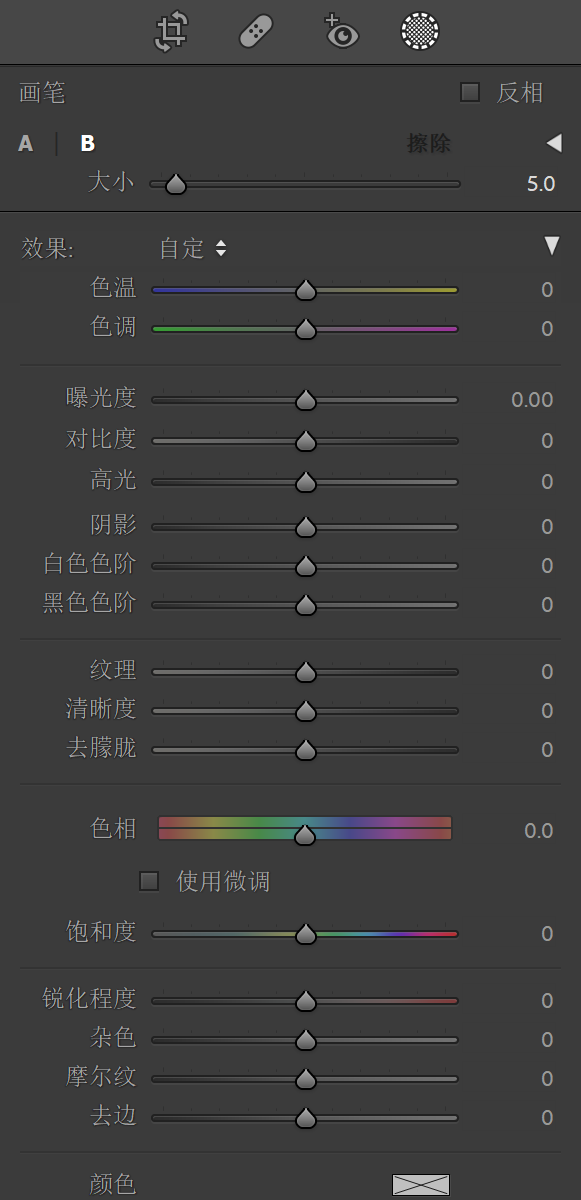 画笔 反相
A | B 擦除
大小 5.0
效果: 自定
色温 0
色调 0
曝光度 0.00
对比度 0
高光 0
阴影 0
白色色阶 0
黑色色阶 0
纹理 0
清晰度 0
去朦胧 0
色相 0.0
使用微调
饱和度 0
锐化程度 0
杂色 0
摩尔纹 0
去边 0
颜色